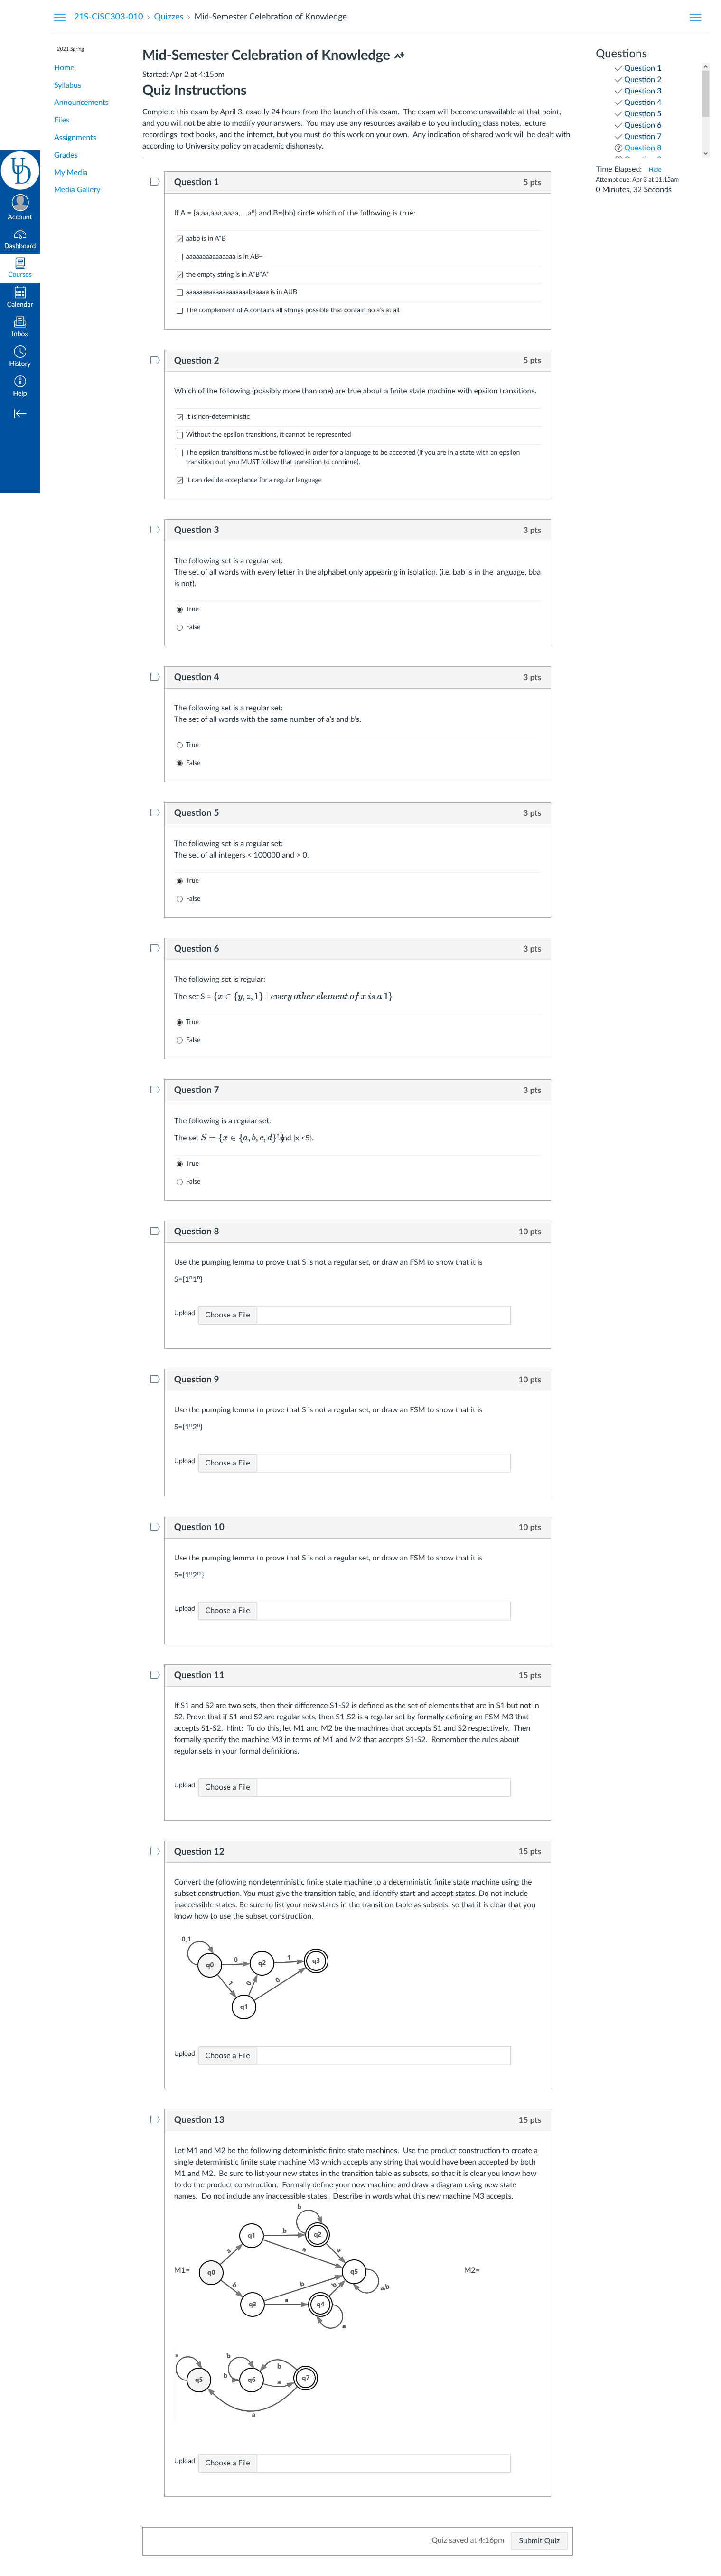 21S-CISC303-010 › Quizzes › Mid-Semester Celebration of Knowledge
2021 Spring
Home
Syllabus
Announcements
Files
Assignments
Grades
My Media
Media Gallery
UD
Account
Dashboard
Courses
Calendar
Inbox
History
Help
Mid-Semester Celebration of Knowledge
Started: Apr 2 at 4:15pm
Quiz Instructions
Complete this exam by April 3, exactly 24 hours from the launch of this exam. The exam will become unavailable at that point,
and you will not be able to modify your answers. You may use any resources available to you including class notes, lecture
recordings, text books, and the internet, but you must do this work on your own. Any indication of shared work will be dealt with
according to University policy on academic dishonesty.
Questions
Question 1
Question 2
Question 3
Question 4
Question 5
Question 6
Question 7
Question 8
Time Elapsed: Hide
Attempt due: Apr 3 at 11:15am
0 Minutes, 32 Seconds
Question 1 5 pts
If A = {a,aa,aaa,aaaa,...,aⁿ} and B={bb} circle which of the following is true:
aabb is in A*B
aaaaaaaaaaaaaaa is in AB+
the empty string is in A*B*A*
aaaaaaaaaaaaaaaaaaabaaaaa is in AUB
The complement of A contains all strings possible that contain no a's at all
Question 2 5 pts
Which of the following (possibly more than one) are true about a finite state machine with epsilon transitions.
It is non-deterministic
Without the epsilon transitions, it cannot be represented
The epsilon transitions must be followed in order for a language to be accepted (If you are in a state with an epsilon
transition out, you MUST follow that transition to continue).
It can decide acceptance for a regular language
Question 3 3 pts
The following set is a regular set:
The set of all words with every letter in the alphabet only appearing in isolation. (i.e. bab is in the language, bba
is not).
True
False
Question 4 3 pts
The following set is a regular set:
The set of all words with the same number of a's and b's.
True
False
Question 5 3 pts
The following set is a regular set:
The set of all integers < 100000 and > 0.
True
False
Question 6 3 pts
The following set is regular:
The set S = {x ∈ {y, z, 1} | every other element of x is a 1}
True
False
Question 7 3 pts
The following is a regular set:
The set S = {x ∈ {a, b, c, d}* and |x|<5}.
True
False
Question 8 10 pts
Use the pumping lemma to prove that S is not a regular set, or draw an FSM to show that it is
S={1ⁿ1ⁿ}
Upload Choose a File
Question 9 10 pts
Use the pumping lemma to prove that S is not a regular set, or draw an FSM to show that it is
S={1ⁿ2ⁿ}
Upload Choose a File
Question 10 10 pts
Use the pumping lemma to prove that S is not a regular set, or draw an FSM to show that it is
S={1ⁿ2ᵐ}
Upload Choose a File
Question 11 15 pts
If S1 and S2 are two sets, then their difference S1-S2 is defined as the set of elements that are in S1 but not in
S2. Prove that if S1 and S2 are regular sets, then S1-S2 is a regular set by formally defining an FSM M3 that
accepts S1-S2. Hint: To do this, let M1 and M2 be the machines that accepts S1 and S2 respectively. Then
formally specify the machine M3 in terms of M1 and M2 that accepts S1-S2. Remember the rules about
regular sets in your formal definitions.
Upload Choose a File
Question 12 15 pts
Convert the following nondeterministic finite state machine to a deterministic finite state machine using the
subset construction. You must give the transition table, and identify start and accept states. Do not include
inaccessible states. Be sure to list your new states in the transition table as subsets, so that it is clear that you
know how to use the subset construction.
0,1
q0 0 q2 1 q3
1 0 0
q1
Upload Choose a File
Question 13 15 pts
Let M1 and M2 be the following deterministic finite state machines. Use the product construction to create a
single deterministic finite state machine M3 which accepts any string that would have been accepted by both
M1 and M2. Be sure to list your new states in the transition table as subsets, so that it is clear you know how
to do the product construction. Formally define your new machine and draw a diagram using new state
names. Do not include any inaccessible states. Describe in words what this new machine M3 accepts.
b
q1 b q2
a a a
M1= q0 q5 M2=
b b b a,b
q3 a q4
a
a b b
q5 b q6 a q7
a
Upload Choose a File
Quiz saved at 4:16pm Submit Quiz